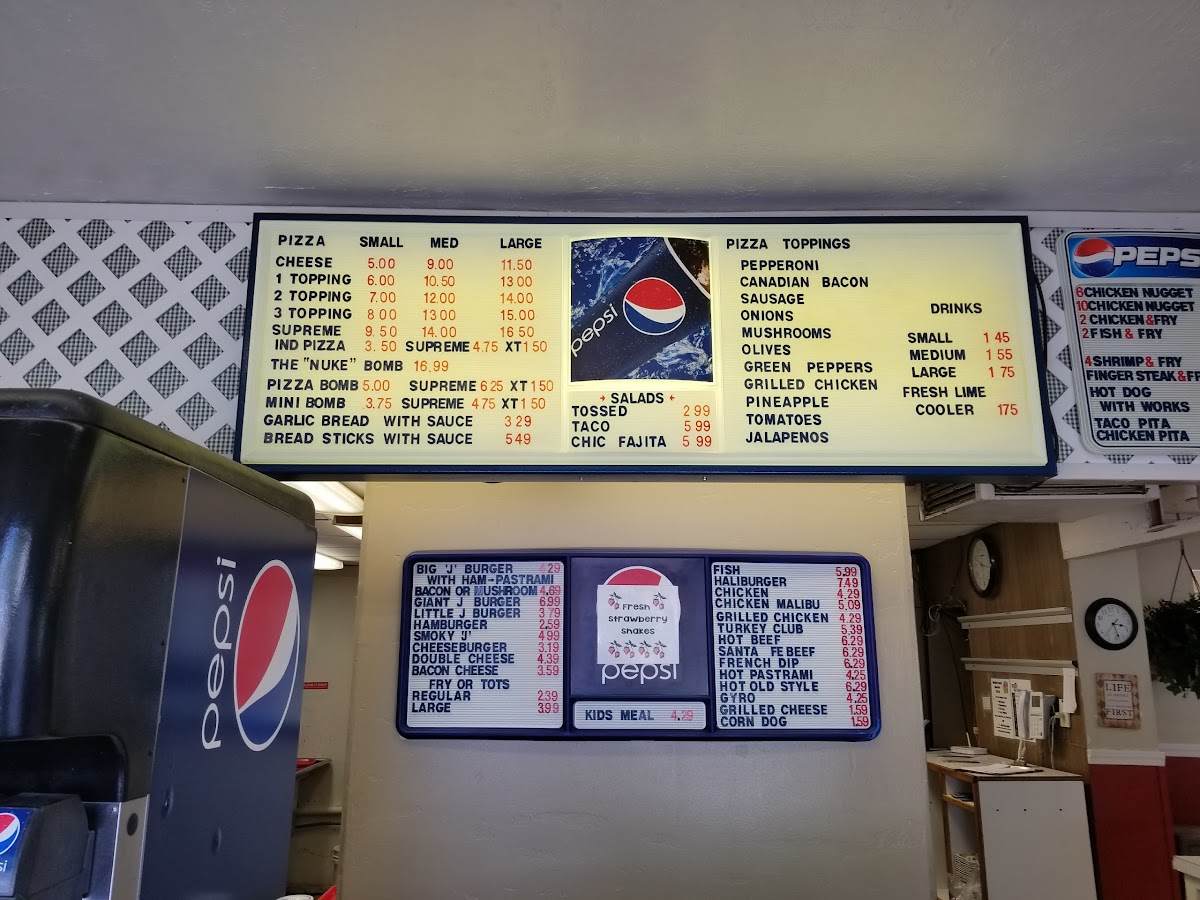 PIZZA SMALL MED LARGE
CHEESE 5.00 9.00 11.50
1 TOPPING 6.00 10.50 13 00
2 TOPPING 7.00 12.00 14.00
3 TOPPING 8 00 13 00 15.00
SUPREME 9.50 14.00 16 50
IND PIZZA 3.50 SUPREME 4.75 XT 1 50
THE "NUKE" BOMB 16.99
PIZZA BOMB 5.00 SUPREME 6 25 XT 1 50
MINI BOMB 3.75 SUPREME 4 75 XT 1 50
GARLIC BREAD WITH SAUCE 3 29
BREAD STICKS WITH SAUCE 5 49
pepsi
SALADS
TOSSED 2 99
TACO 5 99
CHIC FAJITA 5 99
PIZZA TOPPINGS
PEPPERONI
CANADIAN BACON
SAUSAGE
ONIONS
MUSHROOMS
OLIVES
GREEN PEPPERS
GRILLED CHICKEN
PINEAPPLE
TOMATOES
JALAPENOS
DRINKS
SMALL 1 45
MEDIUM 1 55
LARGE 1 75
FRESH LIME
COOLER 175
PEPS
6 CHICKEN NUGGET
10 CHICKEN NUGGET
2 CHICKEN & FRY
2 FISH & FRY
4 SHRIMP & FRY
FINGER STEAK & FR
HOT DOG
WITH WORKS
TACO PITA
CHICKEN PITA
BIG 'J' BURGER 4 29
WITH HAM-PASTRAMI
BACON OR MUSHROOM 4.69
GIANT J BURGER 6.99
LITTLE J BURGER 3 79
HAMBURGER 2.59
SMOKY 'J' 4 99
CHEESEBURGER 3.19
DOUBLE CHEESE 4.39
BACON CHEESE 3.59
FRY OR TOTS
REGULAR 2.39
LARGE 3.99
Fresh
Strawberry
Shakes
pepsi
KIDS MEAL 4.29
FISH 5.99
HALIBURGER 7.49
CHICKEN 4.29
CHICKEN MALIBU 5.09
GRILLED CHICKEN 4.29
TURKEY CLUB 5.39
HOT BEEF 6.29
SANTA FE BEEF 6.29
FRENCH DIP 6.29
HOT PASTRAMI 4.25
HOT OLD STYLE 6.29
GYRO 4.25
GRILLED CHEESE 1.59
CORN DOG 1.59
pepsi
si
LIFE
FIRST